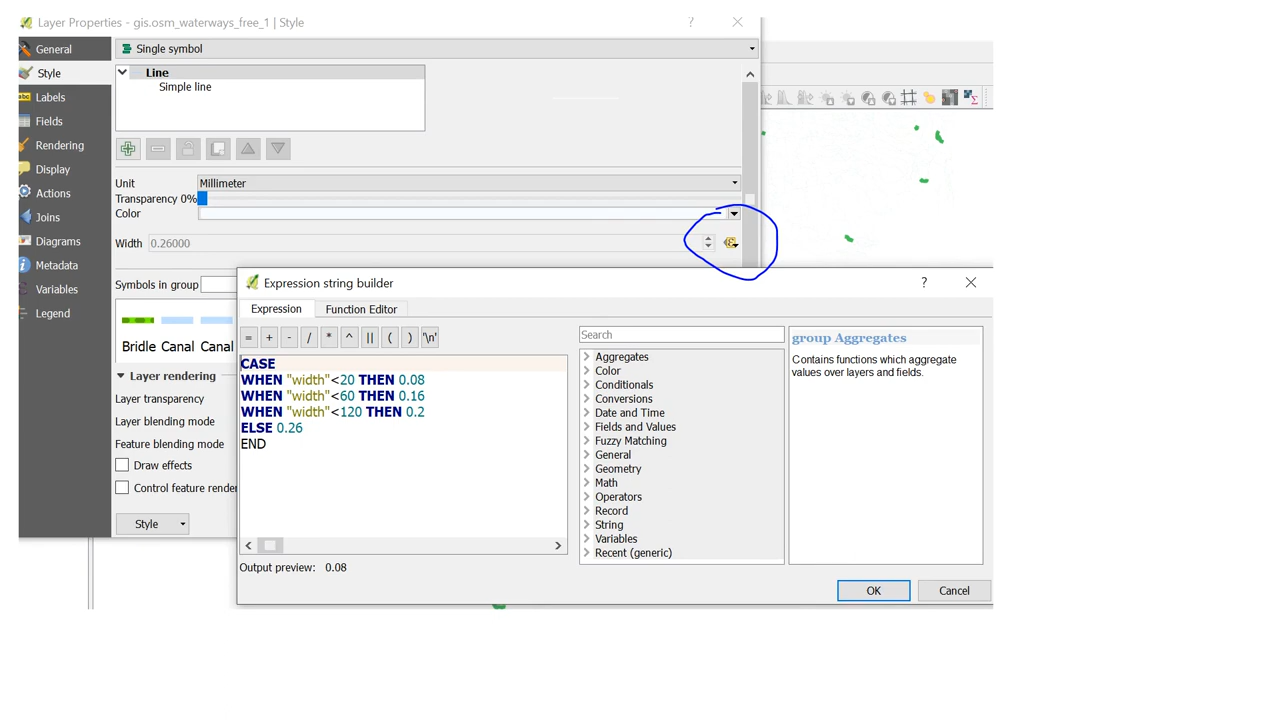 Layer Properties - gis.osm_waterways_free_1 | Style
?
General
Style
Labels
Fields
Rendering
Display
Actions
Joins
Diagrams
Metadata
Variables
Legend
Single symbol
Line
Simple line
Unit
Millimeter
Transparency 0%
Color
Width
0.26000
Symbols in group
Bridle Canal Canal
Layer rendering
Layer transparency
Layer blending mode
Feature blending mode
Draw effects
Control feature render
Style
Expression string builder
?
Expression
Function Editor
= + - / * ^ || ( ) '\n'
CASE
WHEN "width"<20 THEN 0.08
WHEN "width"<60 THEN 0.16
WHEN "width"<120 THEN 0.2
ELSE 0.26
END
Output preview: 0.08
Search
Aggregates
Color
Conditionals
Conversions
Date and Time
Fields and Values
Fuzzy Matching
General
Geometry
Math
Operators
Record
String
Variables
Recent (generic)
group Aggregates
Contains functions which aggregate
values over layers and fields.
OK
Cancel